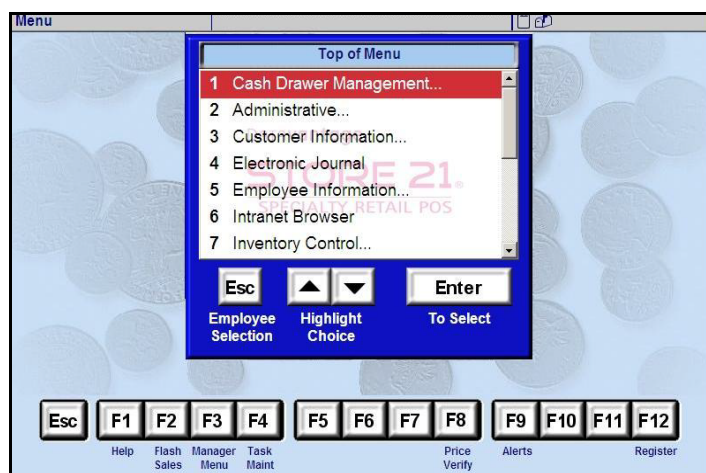 Menu
Top of Menu
1 Cash Drawer Management...
2 Administrative...
3 Customer Information...
4 Electronic Journal
5 Employee Information...
6 Intranet Browser
7 Inventory Control...
STORE 21
SPECIALTY RETAIL POS
Esc
Enter
Employee Selection
Highlight Choice
To Select
Esc F1 F2 F3 F4 F5 F6 F7 F8 F9 F10 F11 F12
Help Flash Manager Task Price Alerts Register
Sales Menu Maint Verify